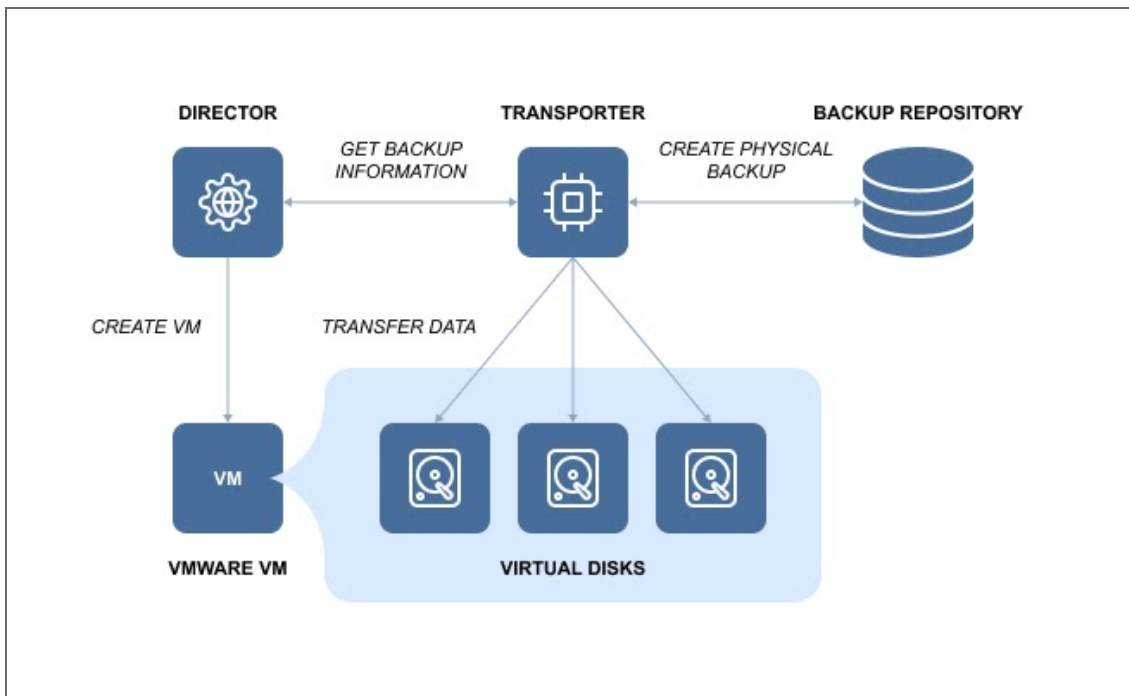 DIRECTOR
TRANSPORTER
BACKUP REPOSITORY
GET BACKUP
INFORMATION
CREATE PHYSICAL
BACKUP
CREATE VM
TRANSFER DATA
VM
VMWARE VM
VIRTUAL DISKS